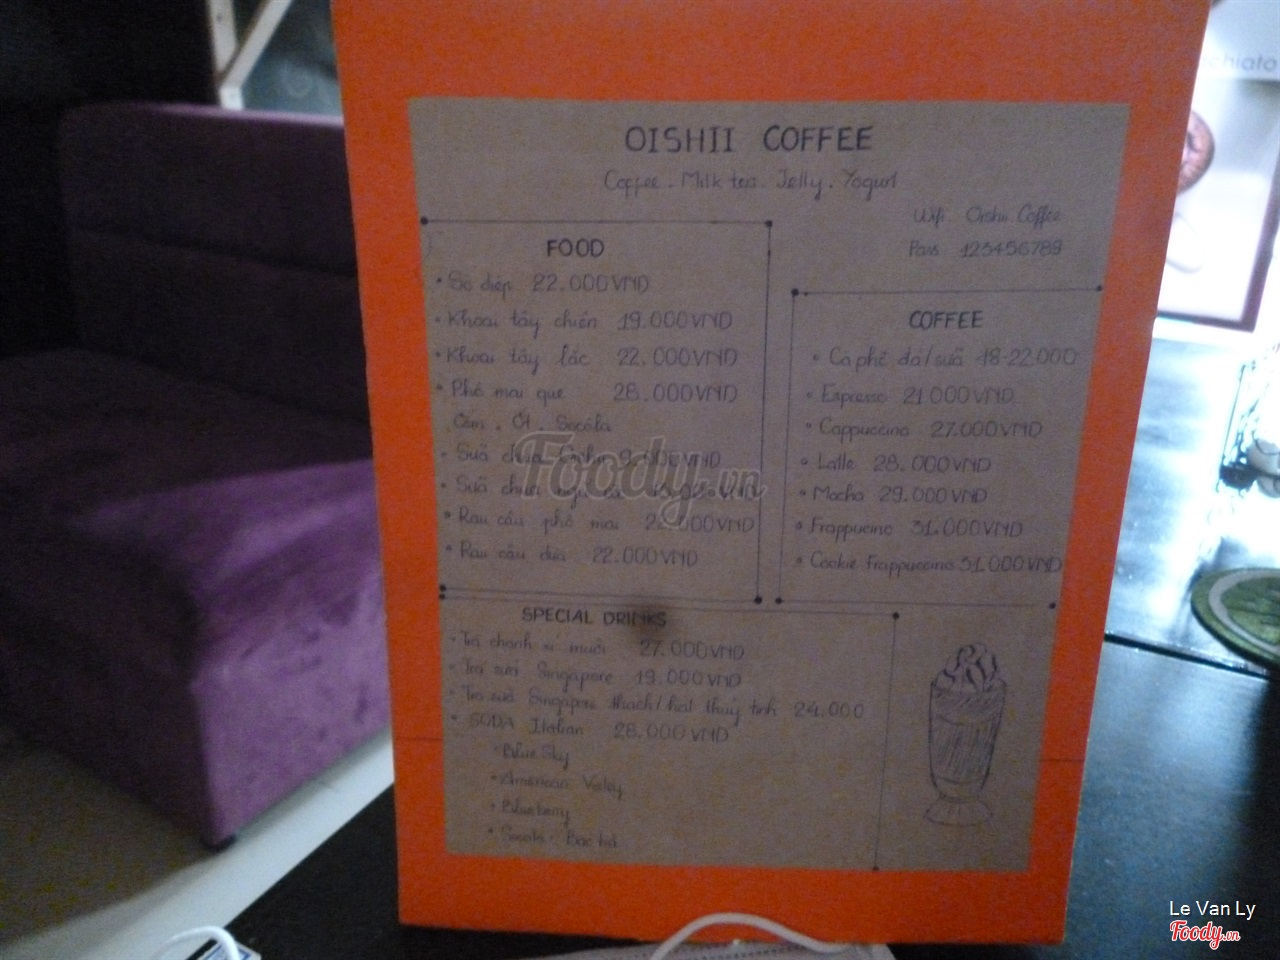 OISHII COFFEE
Coffee . Milk tea . Jelly . Yogurt
Wifi Oishii Coffee
Pass 123456789
FOOD
Bò điệp 22.000VND
Khoai tây chiên 19.000VND
Khoai tây lắc 22.000VND
Phô mai que 28.000VND
Sôcôla
Sữa chua
Sữa chua
Rau câu phô mai 22.000VND
Rau câu dừa 22.000VND
COFFEE
Cà phê đá/sữa 18-22.000
Espresso 21.000VND
Cappuccino 27.000VND
Latte 28.000VND
Mocha 29.000VND
Frappucino 31.000VND
Cookie Frappuccino 31.000VND
SPECIAL DRINKS
Trà chanh xí muội 27.000VND
Trà sữa Singapore 19.000VND
Trà sữa Singapore thạch/hạt thủy tinh 24.000
SODA Italian 28.000VND
Blue Sky
American
Blueberry
Socola - Bạc hà
Foody.vn
Le Van Ly
Foody.vn